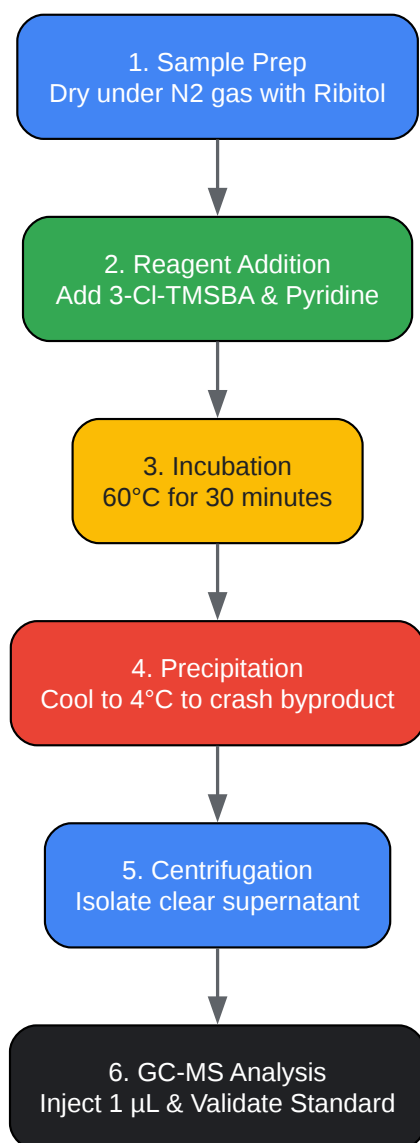 1. Sample Prep
Dry under N2 gas with Ribitol
2. Reagent Addition
Add 3-Cl-TMSBA & Pyridine
3. Incubation
60°C for 30 minutes
4. Precipitation
Cool to 4°C to crash byproduct
5. Centrifugation
Isolate clear supernatant
6. GC-MS Analysis
Inject 1 µL & Validate Standard